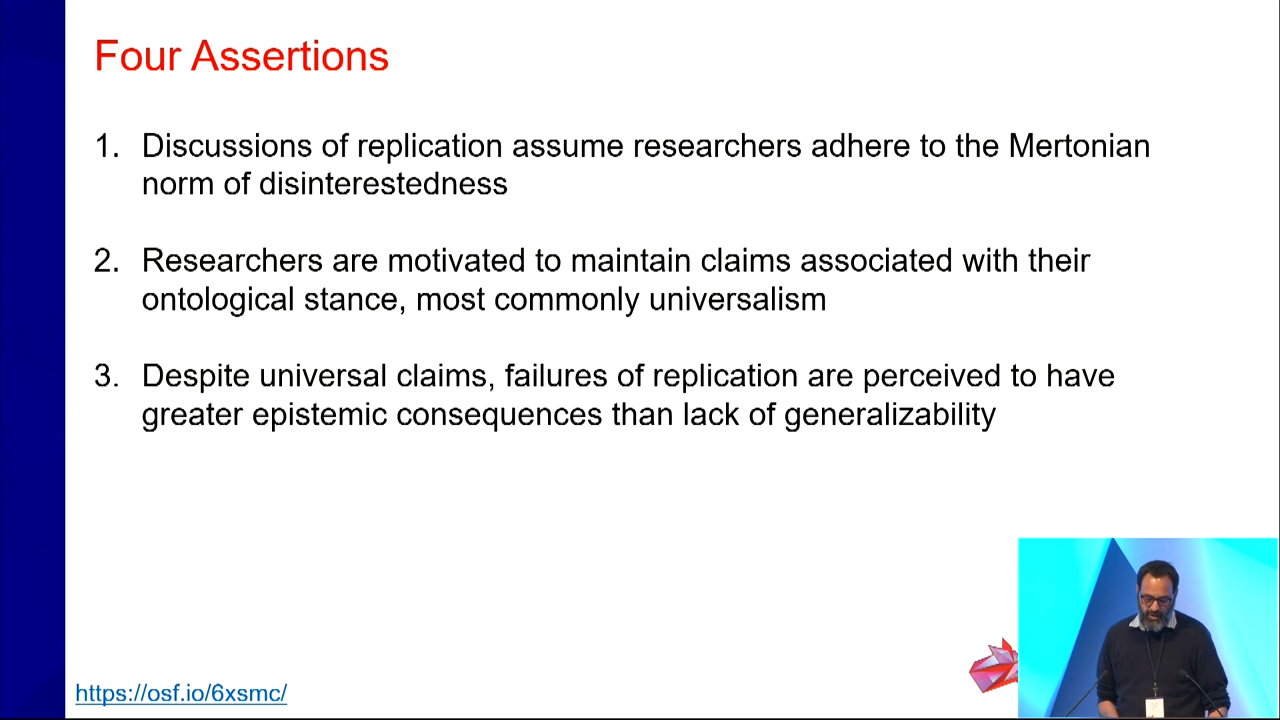 Four Assertions
1. Discussions of replication assume researchers adhere to the Mertonian
norm of disinterestedness
2. Researchers are motivated to maintain claims associated with their
ontological stance, most commonly universalism
3. Despite universal claims, failures of replication are perceived to have
greater epistemic consequences than lack of generalizability
https://osf.io/6xsmc/